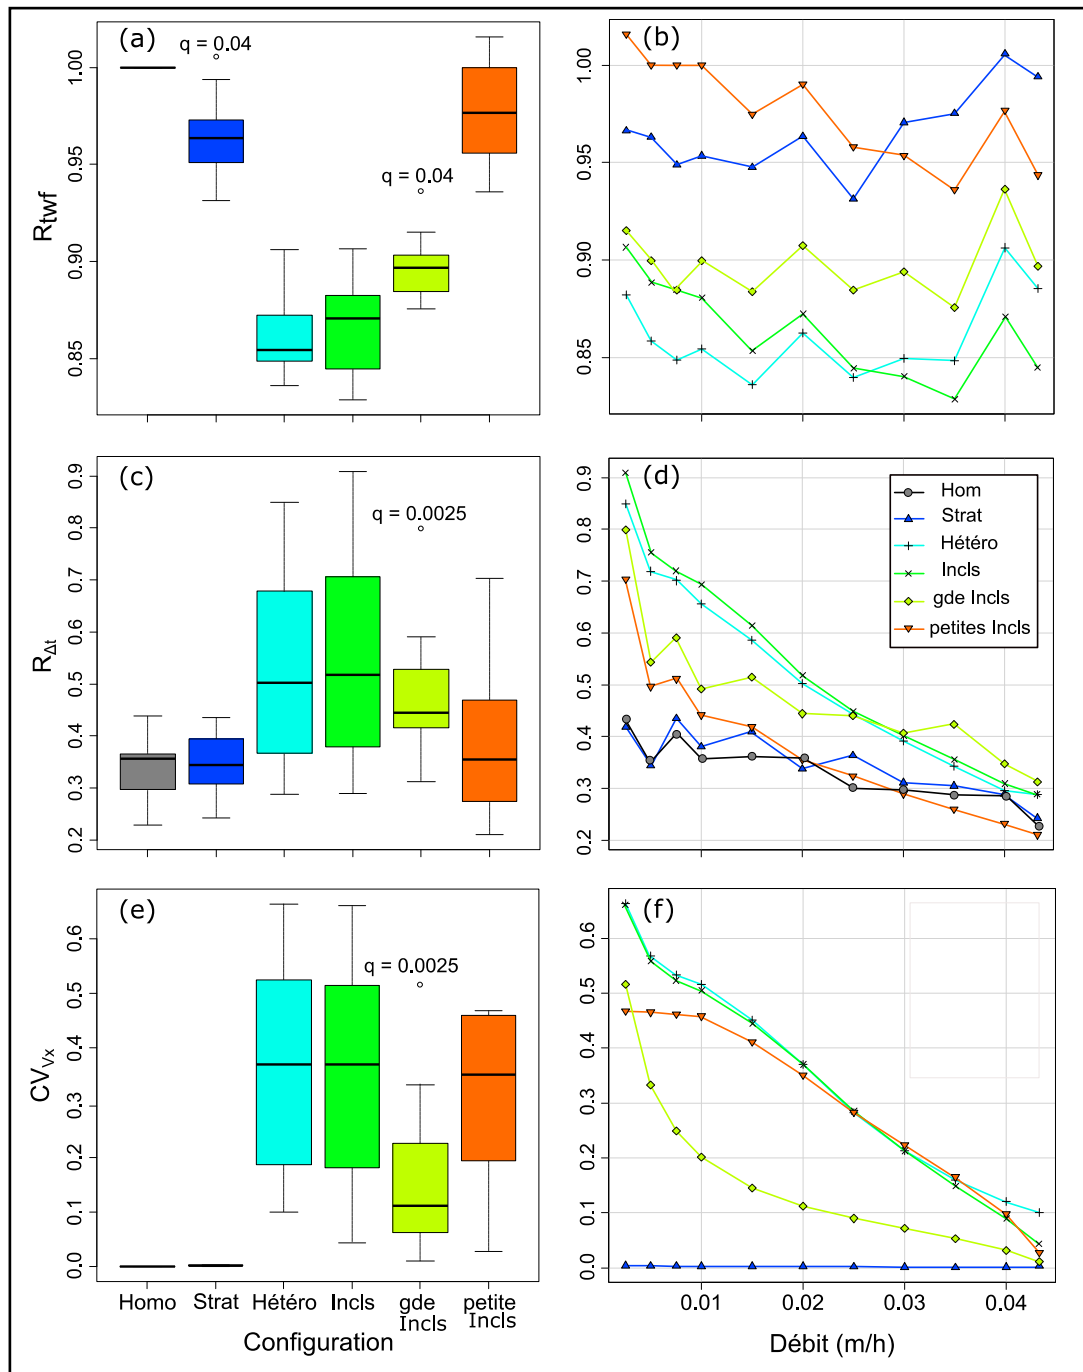 (a)
q = 0.04
q = 0.04
1.00
0.95
0.90
0.85
Rtwf
(b)
1.00
0.95
0.90
0.85
(c)
q = 0.0025
0.9
0.8
0.7
0.6
0.5
0.4
0.3
0.2
RΔt
(d)
0.9
0.8
0.7
0.6
0.5
0.4
0.3
0.2
Hom
Strat
Hétéro
Incls
gde Incls
petites Incls
(e)
q = 0.0025
0.6
0.5
0.4
0.3
0.2
0.1
0.0
CVVx
Homo
Strat
Hétéro
Incls
gde
Incls
petite
Incls
Configuration
(f)
0.6
0.5
0.4
0.3
0.2
0.1
0.0
0.01
0.02
0.03
0.04
Débit (m/h)